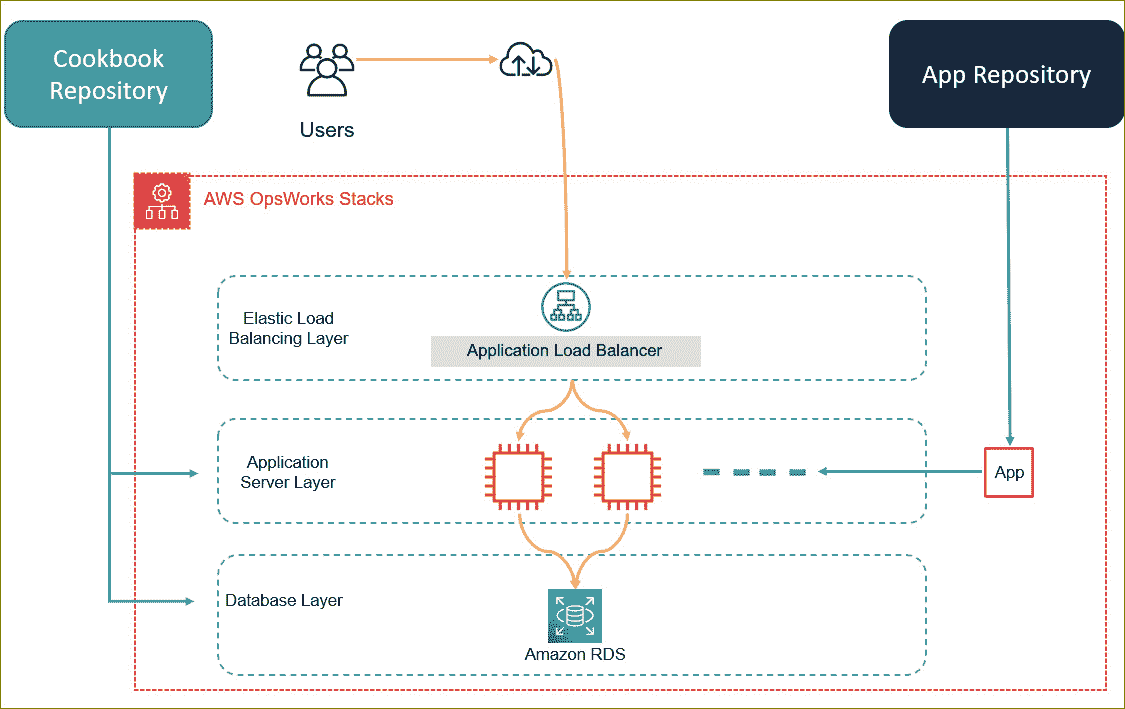 Cookbook
Repository
Users
App Repository
AWS OpsWorks Stacks
Elastic Load
Balancing Layer
Application Load Balancer
Application
Server Layer
App
Database Layer
Amazon RDS